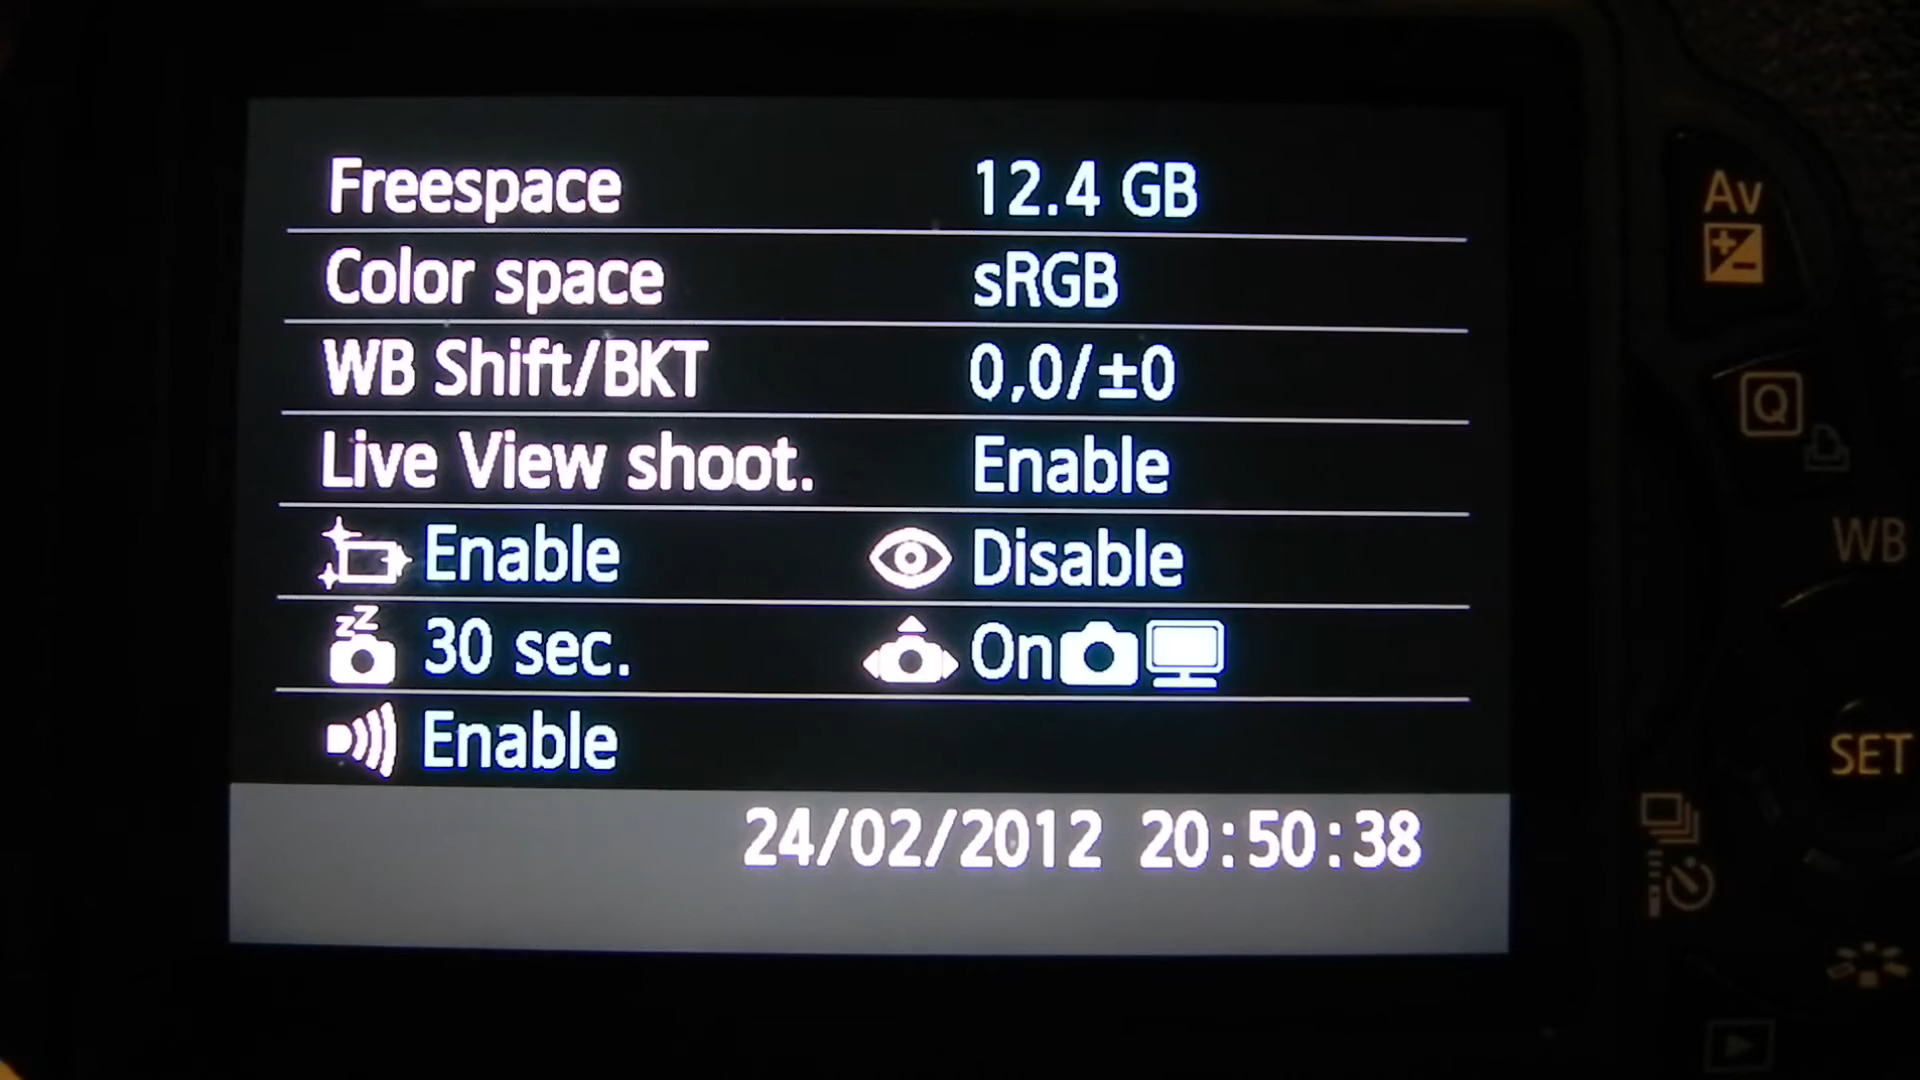 Freespace 12.4 GB
Color space sRGB
WB Shift/BKT 0,0/±0
Live View shoot. Enable
Enable Disable
zZ 30 sec. On
Enable
24/02/2012 20:50:38
Av
Q
WB
SET